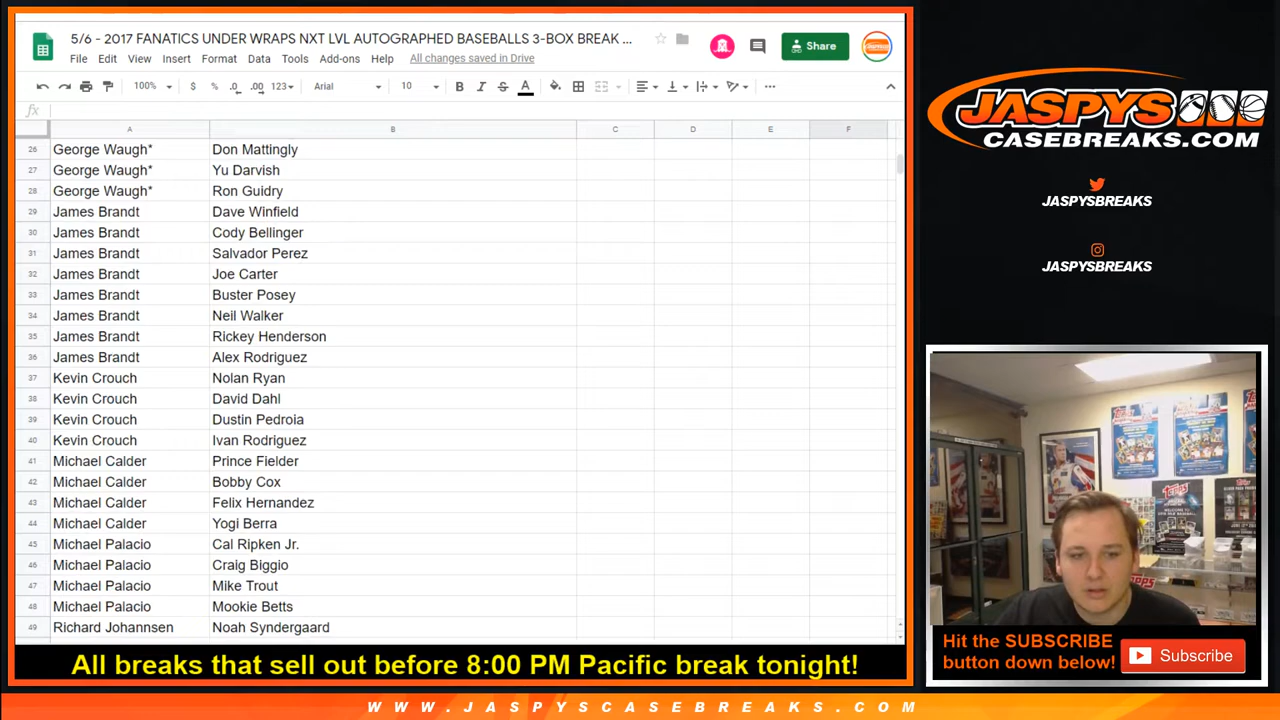 5/6 - 2017 FANATICS UNDER WRAPS NXT LVL AUTOGRAPHED BASEBALLS 3-BOX BREAK ...
File Edit View Insert Format Data Tools Add-ons Help All changes saved in Drive
Share
100% $ % .0 .00 123 Arial 10 B I S A ...
fx
A B C D E F
26 George Waugh* Don Mattingly
27 George Waugh* Yu Darvish
28 George Waugh* Ron Guidry
29 James Brandt Dave Winfield
30 James Brandt Cody Bellinger
31 James Brandt Salvador Perez
32 James Brandt Joe Carter
33 James Brandt Buster Posey
34 James Brandt Neil Walker
35 James Brandt Rickey Henderson
36 James Brandt Alex Rodriguez
37 Kevin Crouch Nolan Ryan
38 Kevin Crouch David Dahl
39 Kevin Crouch Dustin Pedroia
40 Kevin Crouch Ivan Rodriguez
41 Michael Calder Prince Fielder
42 Michael Calder Bobby Cox
43 Michael Calder Felix Hernandez
44 Michael Calder Yogi Berra
45 Michael Palacio Cal Ripken Jr.
46 Michael Palacio Craig Biggio
47 Michael Palacio Mike Trout
48 Michael Palacio Mookie Betts
49 Richard Johannsen Noah Syndergaard
JASPYS
CASEBREAKS.COM
JASPYSBREAKS
JASPYSBREAKS
Hit the SUBSCRIBE
button down below!
Subscribe
All breaks that sell out before 8:00 PM Pacific break tonight!
WWW.JASPYSCASEBREAKS.COM